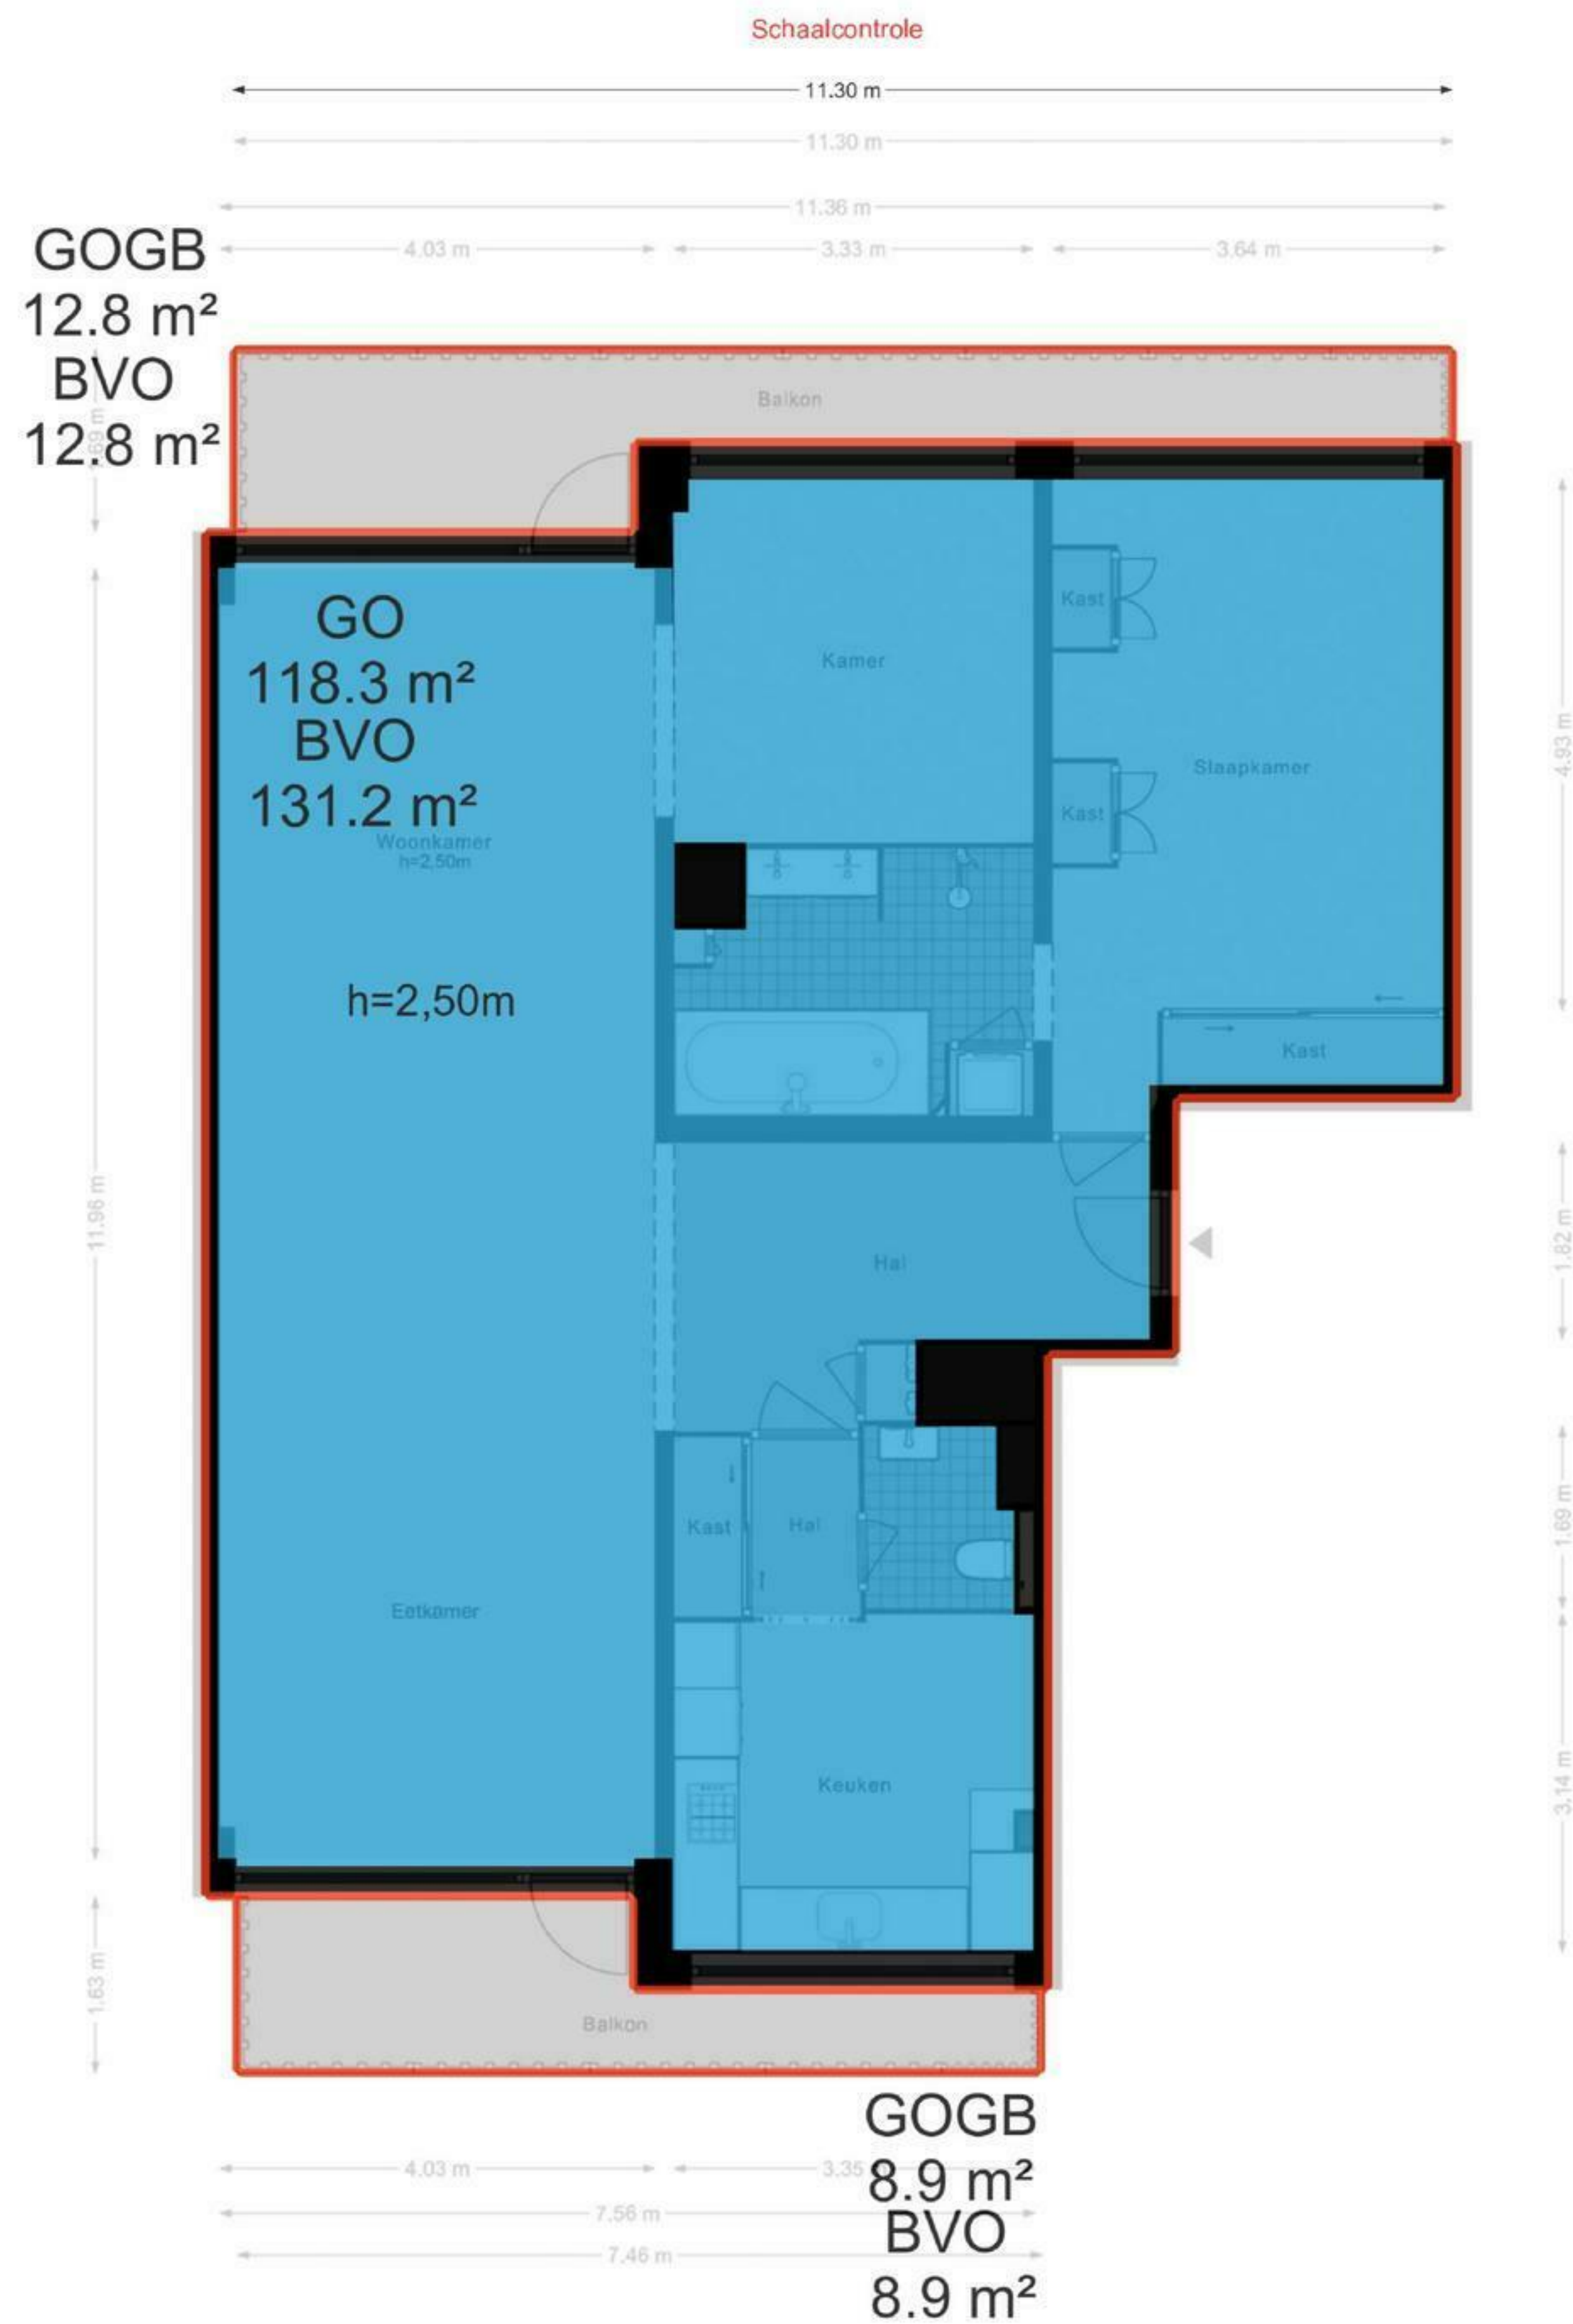 Schaalcontrole
11.30 m
11.30 m
11.36 m
4.03 m
3.33 m
3.64 m
GOGB
12.8 m²
BVO
12.8 m²
Balkon
GO
118.3 m²
BVO
131.2 m²
Woonkamer
h=2,50m
h=2,50m
Kamer
Kast
Kast
Slaapkamer
Kast
4.93 m
11.96 m
Hal
1.82 m
Kast
Hal
1.69 m
Eetkamer
Keuken
3.14 m
1.63 m
Balkon
GOGB
8.9 m²
BVO
8.9 m²
4.03 m
3.35
7.56 m
7.46 m